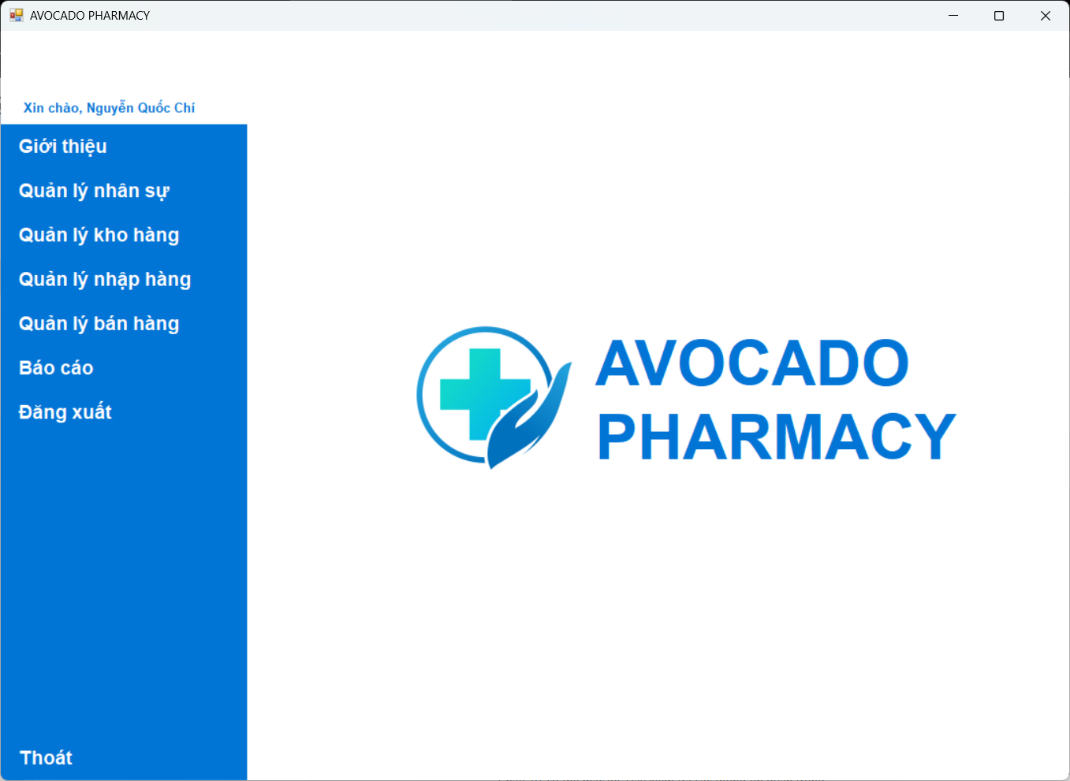 AVOCADO PHARMACY
Xin chào, Nguyễn Quốc Chí
Giới thiệu
Quản lý nhân sự
Quản lý kho hàng
Quản lý nhập hàng
Quản lý bán hàng
Báo cáo
Đăng xuất
Thoát
AVOCADO
PHARMACY